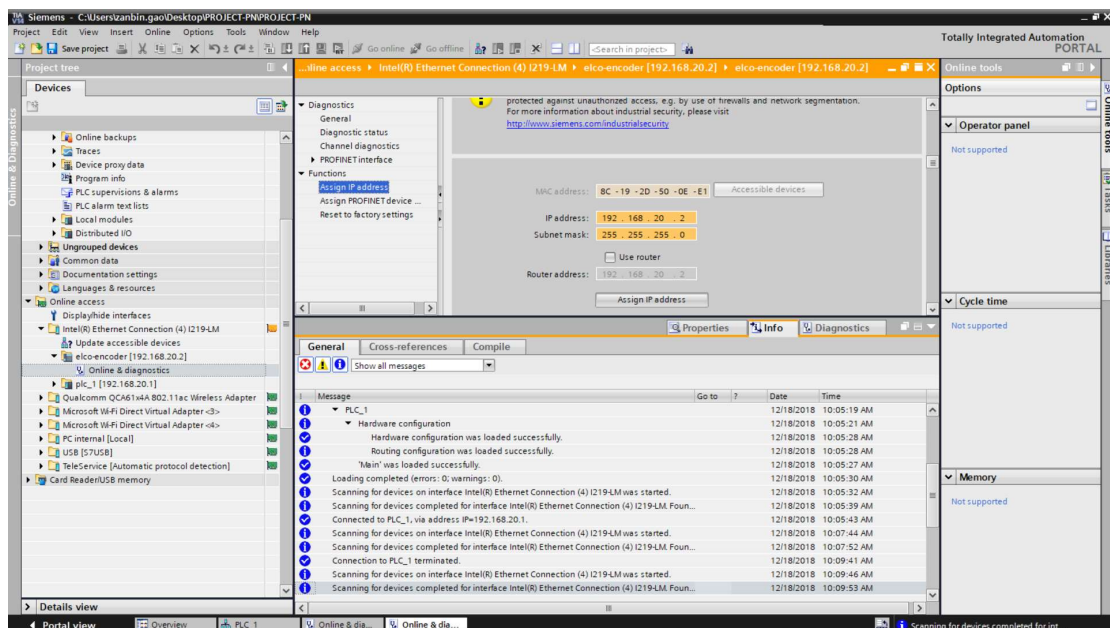 Siemens - C:\Users\zanbin.gao\Desktop\PROJECT-PN\PROJECT-PN
Project Edit View Insert Online Options Tools Window Help
Totally Integrated Automation
PORTAL
Save project
Go online Go offline
<Search in project>
Project tree
...line access ▸ Intel(R) Ethernet Connection (4) I219-LM ▸ elco-encoder [192.168.20.2] ▸ elco-encoder [192.168.20.2]
Online tools
Devices
Options
Online backups
Traces
Device proxy data
Program info
PLC supervisions & alarms
PLC alarm text lists
Local modules
Distributed I/O
Ungrouped devices
Common data
Documentation settings
Languages & resources
Online access
Display/hide interfaces
Intel(R) Ethernet Connection (4) I219-LM
Update accessible devices
elco-encoder [192.168.20.2]
Online & diagnostics
plc_1 [192.168.20.1]
Qualcomm QCA61x4A 802.11ac Wireless Adapter
Microsoft Wi-Fi Direct Virtual Adapter <3>
Microsoft Wi-Fi Direct Virtual Adapter <4>
PC internal [Local]
USB [S7USB]
TeleService [Automatic protocol detection]
Card Reader/USB memory
Details view
Diagnostics
General
Diagnostic status
Channel diagnostics
PROFINET interface
Functions
Assign IP address
Assign PROFINET device ...
Reset to factory settings
protected against unauthorized access, e.g. by use of firewalls and network segmentation.
For more information about industrial security, please visit
http://www.siemens.com/industrialsecurity
MAC address: 8C -19 -2D -50 -0E -E1 Accessible devices
IP address: 192 . 168 . 20 . 2
Subnet mask: 255 . 255 . 255 . 0
Use router
Router address: 192 . 168 . 20 . 2
Assign IP address
Properties Info Diagnostics
General Cross-references Compile
Show all messages
! Message Go to ? Date Time
PLC_1 12/18/2018 10:05:19 AM
Hardware configuration 12/18/2018 10:05:21 AM
Hardware configuration was loaded successfully. 12/18/2018 10:05:28 AM
Routing configuration was loaded successfully. 12/18/2018 10:05:28 AM
'Main' was loaded successfully. 12/18/2018 10:05:27 AM
Loading completed (errors: 0; warnings: 0). 12/18/2018 10:05:30 AM
Scanning for devices on interface Intel(R) Ethernet Connection (4) I219-LM was started. 12/18/2018 10:05:32 AM
Scanning for devices completed for interface Intel(R) Ethernet Connection (4) I219-LM. Foun... 12/18/2018 10:05:39 AM
Connected to PLC_1, via address IP=192.168.20.1. 12/18/2018 10:05:43 AM
Scanning for devices on interface Intel(R) Ethernet Connection (4) I219-LM was started. 12/18/2018 10:07:44 AM
Scanning for devices completed for interface Intel(R) Ethernet Connection (4) I219-LM. Foun... 12/18/2018 10:07:52 AM
Connection to PLC_1 terminated. 12/18/2018 10:09:41 AM
Scanning for devices on interface Intel(R) Ethernet Connection (4) I219-LM was started. 12/18/2018 10:09:46 AM
Scanning for devices completed for interface Intel(R) Ethernet Connection (4) I219-LM. Foun... 12/18/2018 10:09:53 AM
Operator panel
Not supported
Cycle time
Not supported
Memory
Not supported
Online & Diagnostics
Online tools
Tasks
Libraries
Portal view Overview PLC_1 Online & dia... Online & dia... Scanning for devices completed for int...